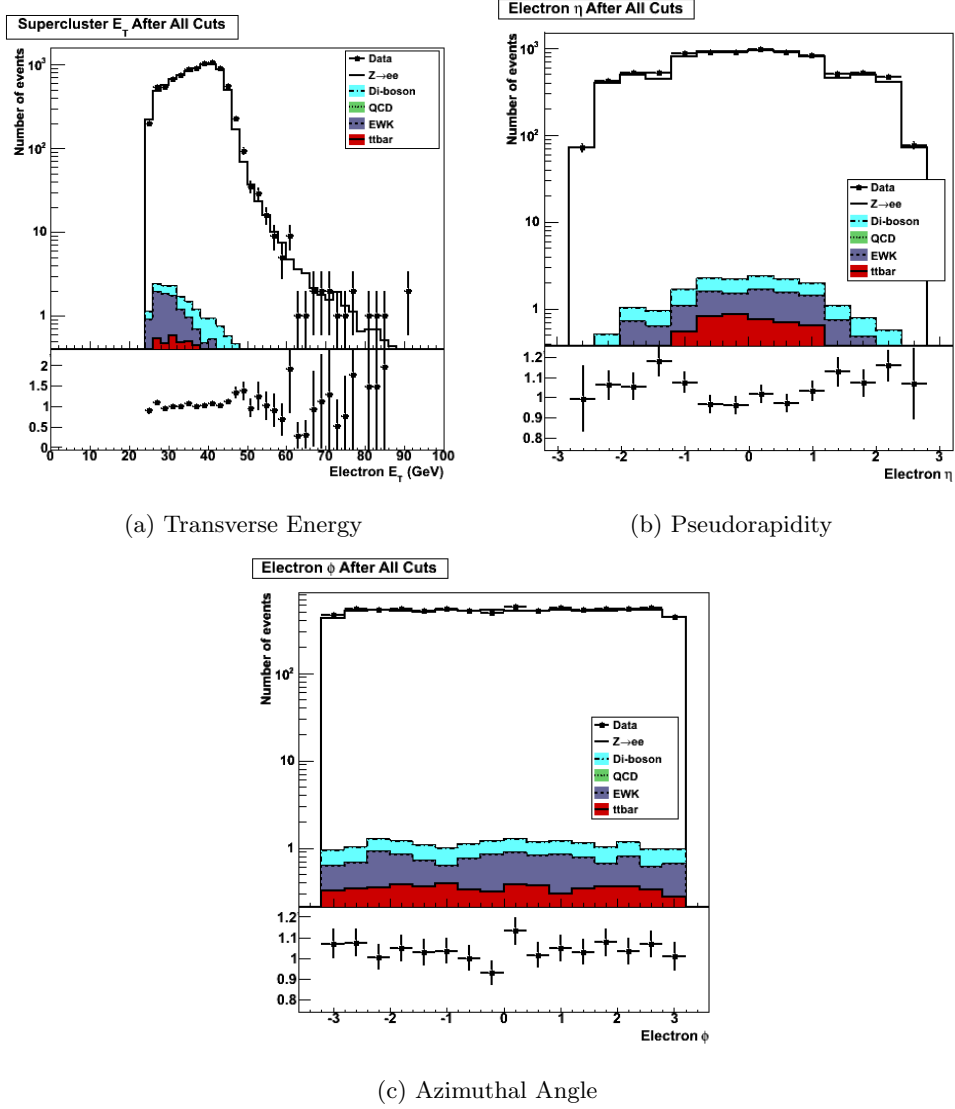 Supercluster E_T After All Cuts
Number of events
10³
10²
10
1
Data
Z→ee
Di-boson
QCD
EWK
ttbar
2
1.5
1
0.5
0
0 10 20 30 40 50 60 70 80 90 100
Electron E_T (GeV)
(a) Transverse Energy
Electron η After All Cuts
Number of events
10³
10²
10
1
Data
Z→ee
Di-boson
QCD
EWK
ttbar
1.2
1.1
1.0
0.9
0.8
-3 -2 -1 0 1 2 3
Electron η
(b) Pseudorapidity
Electron ϕ After All Cuts
Number of events
10²
10
1
Data
Z→ee
Di-boson
QCD
EWK
ttbar
1.2
1.1
1.0
0.9
0.8
-3 -2 -1 0 1 2 3
Electron ϕ
(c) Azimuthal Angle